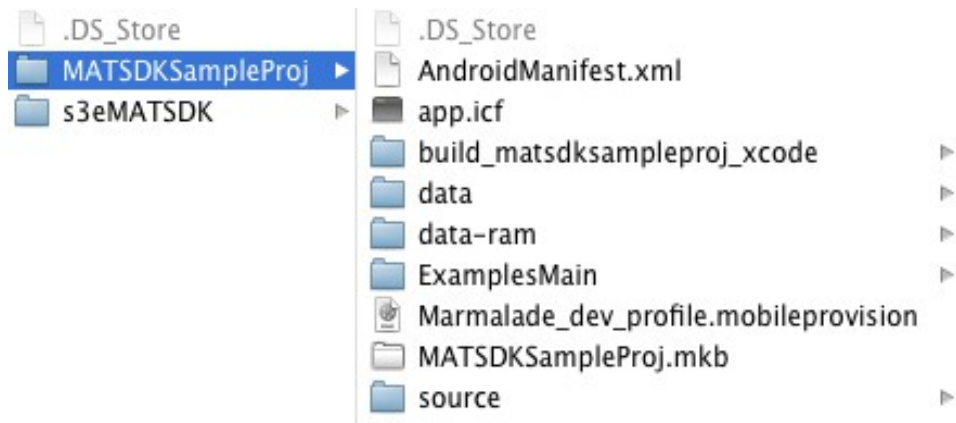 .DS_Store
MATSDKSampleProj
s3eMATSDK
.DS_Store
AndroidManifest.xml
app.icf
build_matsdksampleproj_xcode
data
data-ram
ExamplesMain
Marmalade_dev_profile.mobileprovision
MATSDKSampleProj.mkb
source